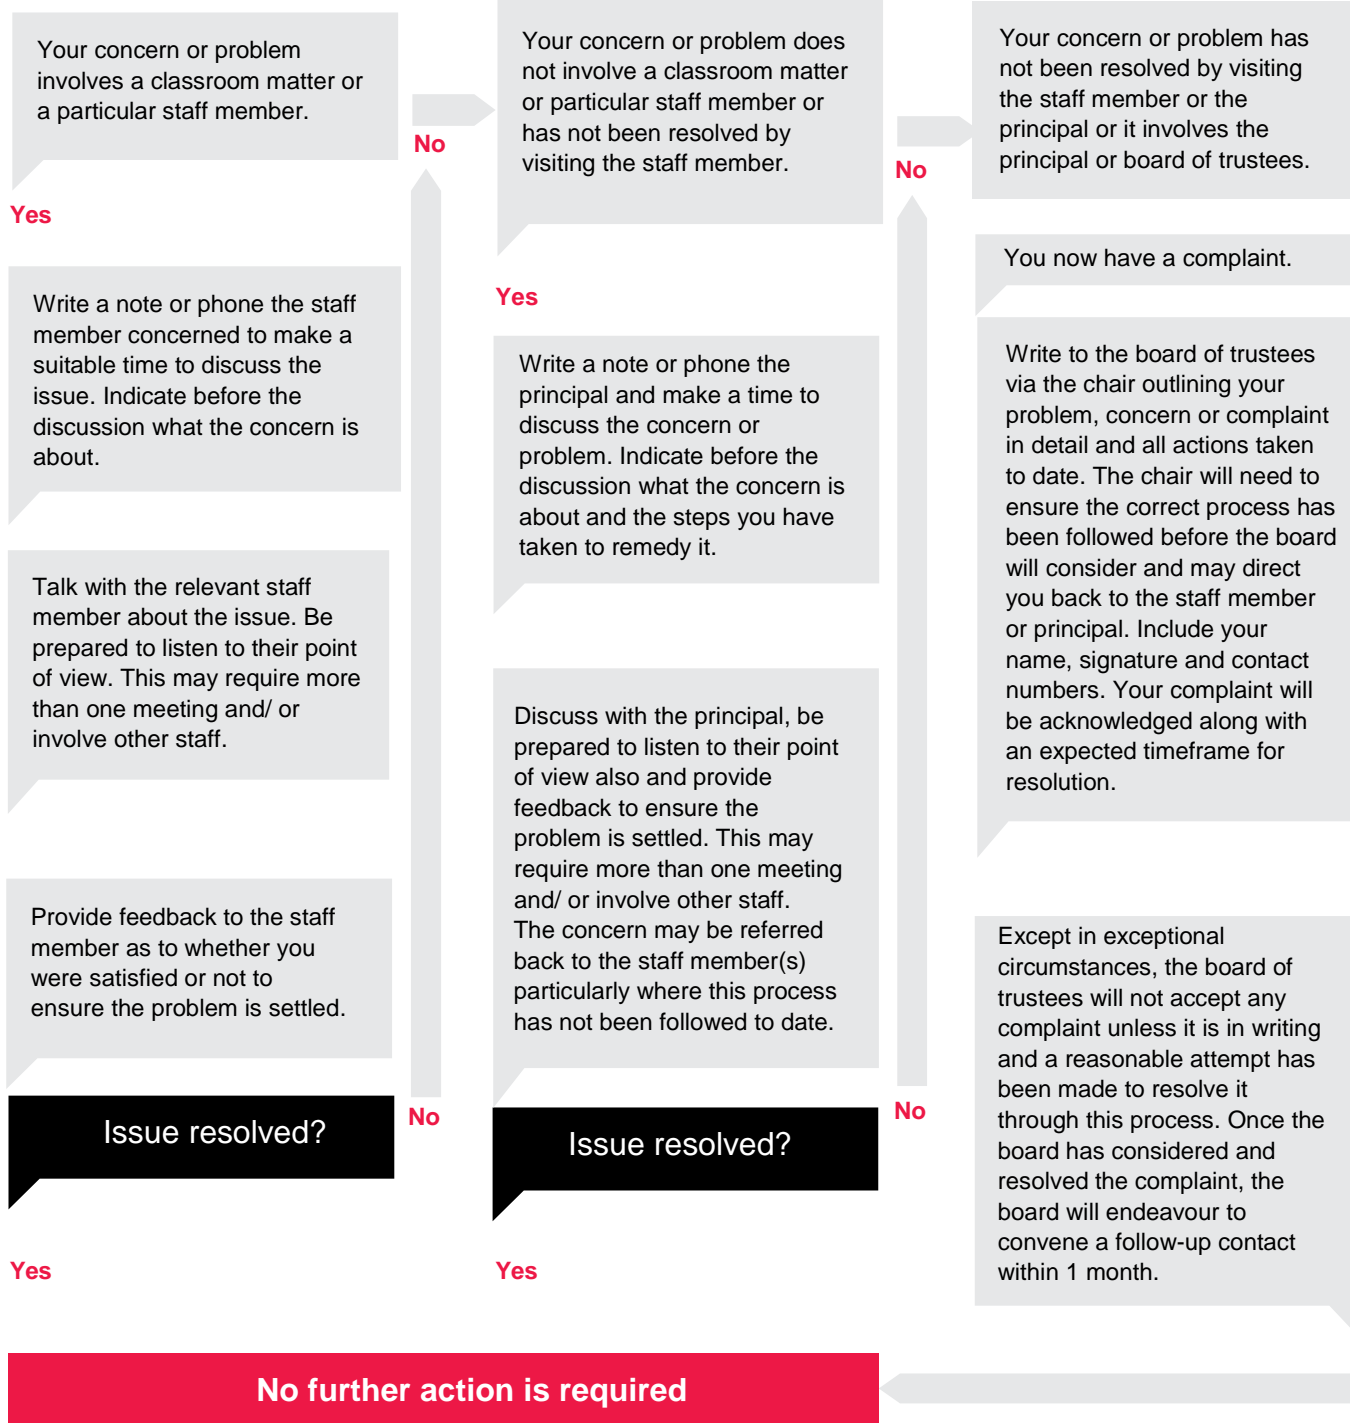 Your concern or problem
involves a classroom matter or
a particular staff member.
No
Yes
Write a note or phone the staff
member concerned to make a
suitable time to discuss the
issue. Indicate before the
discussion what the concern is
about.
Talk with the relevant staff
member about the issue. Be
prepared to listen to their point
of view. This may require more
than one meeting and/ or
involve other staff.
Provide feedback to the staff
member as to whether you
were satisfied or not to
ensure the problem is settled.
Issue resolved?
No
Yes
Your concern or problem does
not involve a classroom matter
or particular staff member or
has not been resolved by
visiting the staff member.
No
Yes
Write a note or phone the
principal and make a time to
discuss the concern or
problem. Indicate before the
discussion what the concern is
about and the steps you have
taken to remedy it.
Discuss with the principal, be
prepared to listen to their point
of view also and provide
feedback to ensure the
problem is settled. This may
require more than one meeting
and/ or involve other staff.
The concern may be referred
back to the staff member(s)
particularly where this process
has not been followed to date.
Issue resolved?
No
Yes
Your concern or problem has
not been resolved by visiting
the staff member or the
principal or it involves the
principal or board of trustees.
You now have a complaint.
Write to the board of trustees
via the chair outlining your
problem, concern or complaint
in detail and all actions taken
to date. The chair will need to
ensure the correct process has
been followed before the board
will consider and may direct
you back to the staff member
or principal. Include your
name, signature and contact
numbers. Your complaint will
be acknowledged along with
an expected timeframe for
resolution.
Except in exceptional
circumstances, the board of
trustees will not accept any
complaint unless it is in writing
and a reasonable attempt has
been made to resolve it
through this process. Once the
board has considered and
resolved the complaint, the
board will endeavour to
convene a follow-up contact
within 1 month.
No further action is required